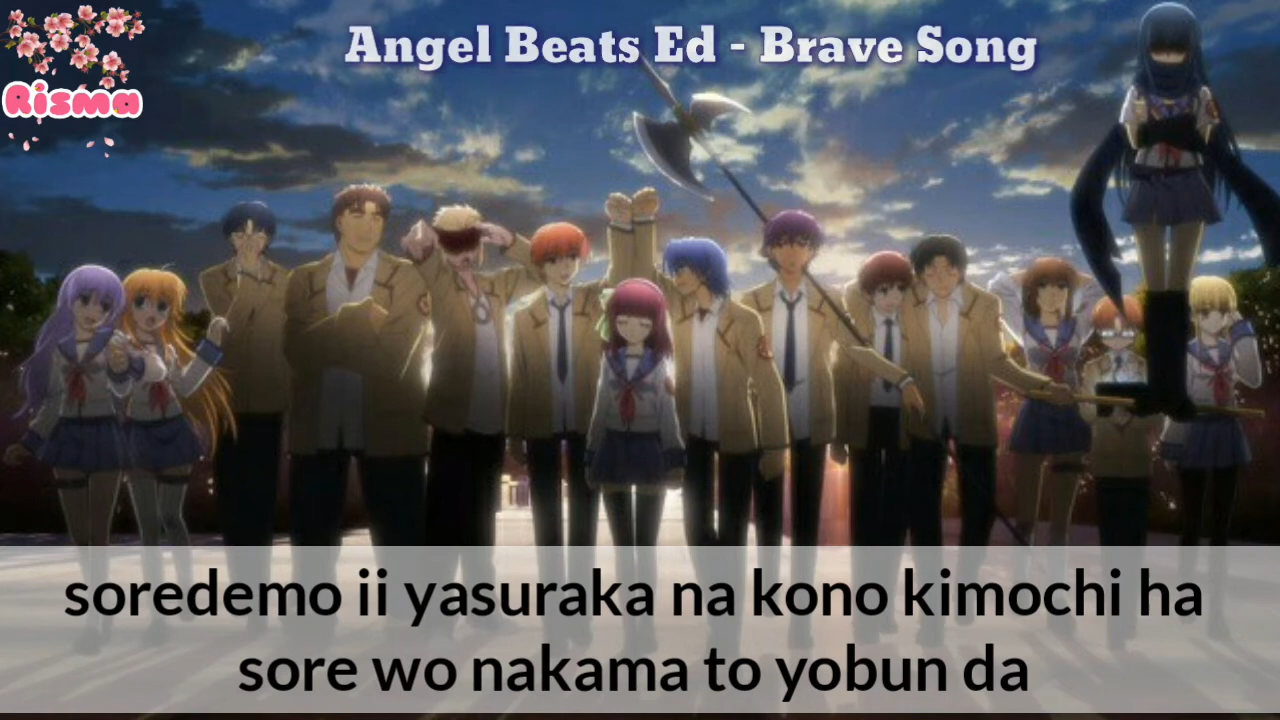 Angel Beats Ed - Brave Song
Risma
soredemo ii yasuraka na kono kimochi ha
sore wo nakama to yobun da